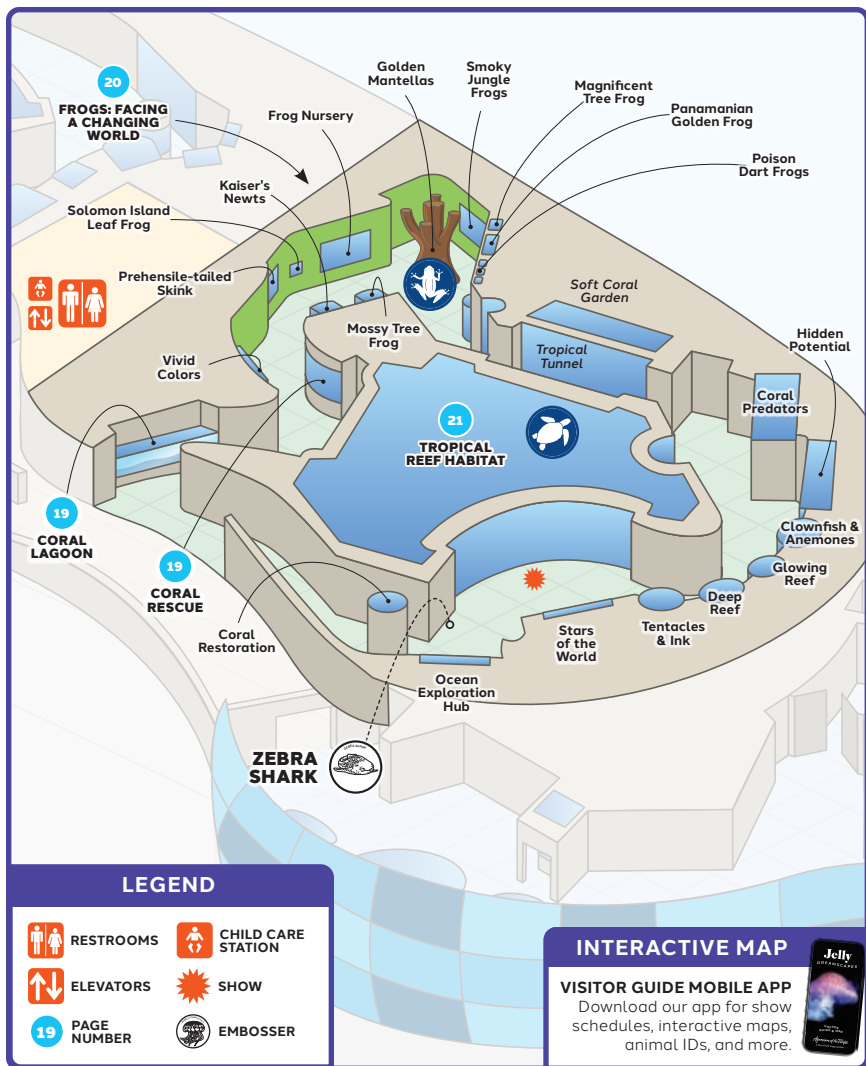 20
FROGS: FACING
A CHANGING
WORLD
Golden
Mantellas
Smoky
Jungle
Frogs
Magnificent
Tree Frog
Panamanian
Golden Frog
Poison
Dart Frogs
Frog Nursery
Kaiser's
Newts
Solomon Island
Leaf Frog
Prehensile-tailed
Skink
Mossy Tree
Frog
Vivid
Colors
Soft Coral
Garden
Tropical
Tunnel
Hidden
Potential
Coral
Predators
21
TROPICAL
REEF HABITAT
19
CORAL
LAGOON
19
CORAL
RESCUE
Coral
Restoration
Clownfish &
Anemones
Glowing
Reef
Deep
Reef
Tentacles
& Ink
Stars
of the
World
Ocean
Exploration
Hub
ZEBRA
SHARK
LEGEND
RESTROOMS
CHILD CARE
STATION
ELEVATORS
SHOW
19
PAGE
NUMBER
EMBOSSER
INTERACTIVE MAP
VISITOR GUIDE MOBILE APP
Download our app for show
schedules, interactive maps,
animal IDs, and more.
Jelly
DREAMSCAPES